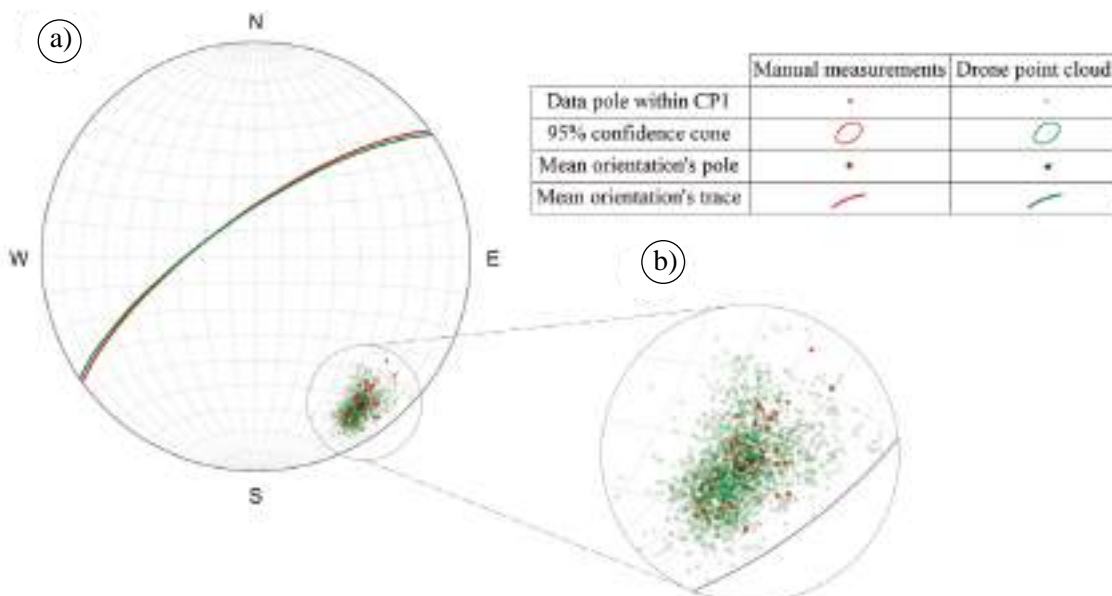 a)
N
W
E
S
b)
Manual measurements Drone point cloud
Data pole within CP1
95% confidence cone
Mean orientation's pole
Mean orientation's trace